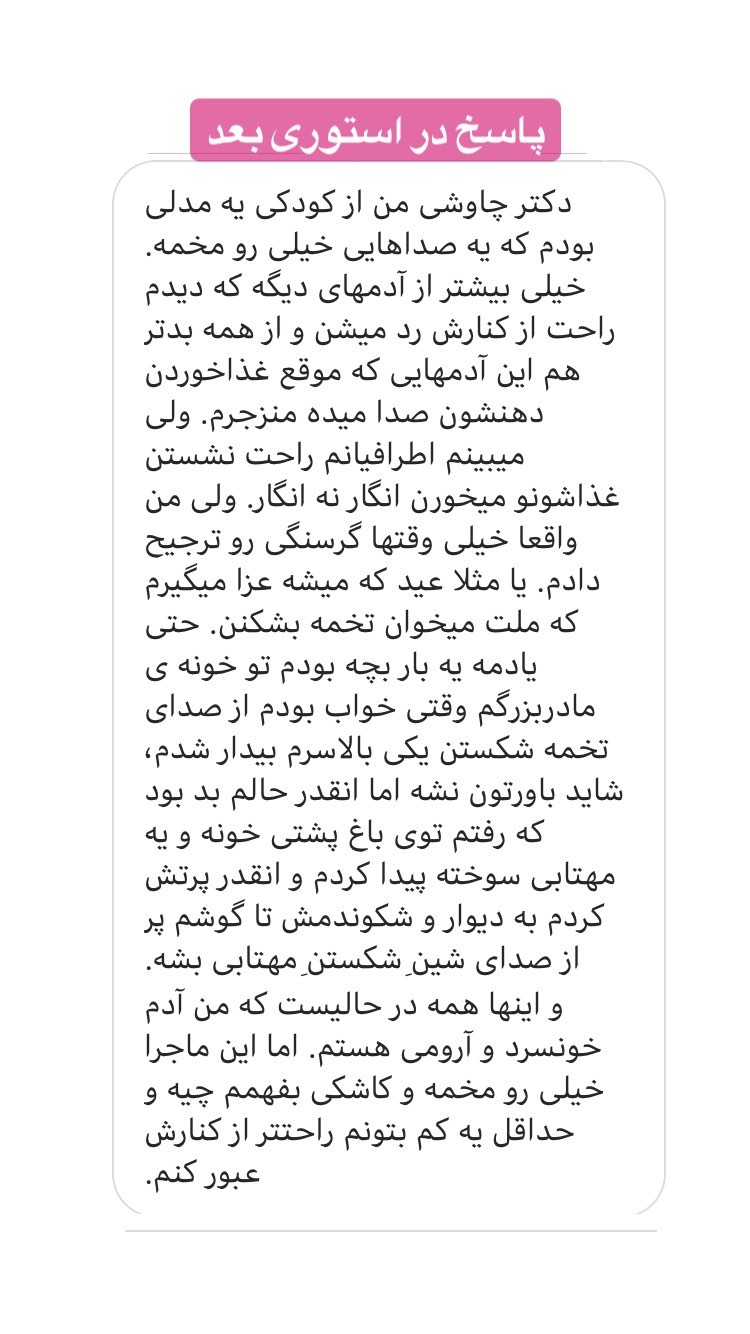 پاسخ در استوری بعد
دکتر چاوشی من از کودکی یه مدلی
بودم که یه صداهایی خیلی رو مخمه.
خیلی بیشتر از آدمهای دیگه که دیدم
راحت از کنارش رد میشن و از همه بدتر
هم این آدمهایی که موقع غذاخوردن
دهنشون صدا میده منزجرم. ولی
میبینم اطرافیانم راحت نشستن
غذاشونو میخورن انگار نه انگار. ولی من
واقعا خیلی وقتها گرسنگی رو ترجیح
دادم. یا مثلا عید که میشه عزا میگیرم
که ملت میخوان تخمه بشکنن. حتی
یادمه یه بار بچه بودم تو خونه ی
مادربزرگم وقتی خواب بودم از صدای
تخمه شکستن یکی بالاسرم بیدار شدم،
شاید باورتون نشه اما انقدر حالم بد بود
که رفتم توی باغ پشتی خونه و یه
مهتابی سوخته پیدا کردم و انقدر پرتش
کردم به دیوار و شکوندمش تا گوشم پر
از صدای شینِ شکستنِ مهتابی بشه.
و اینها همه در حالیست که من آدم
خونسرد و آرومی هستم. اما این ماجرا
خیلی رو مخمه و کاشکی بفهمم چیه و
حداقل یه کم بتونم راحتتر از کنارش
عبور کنم.